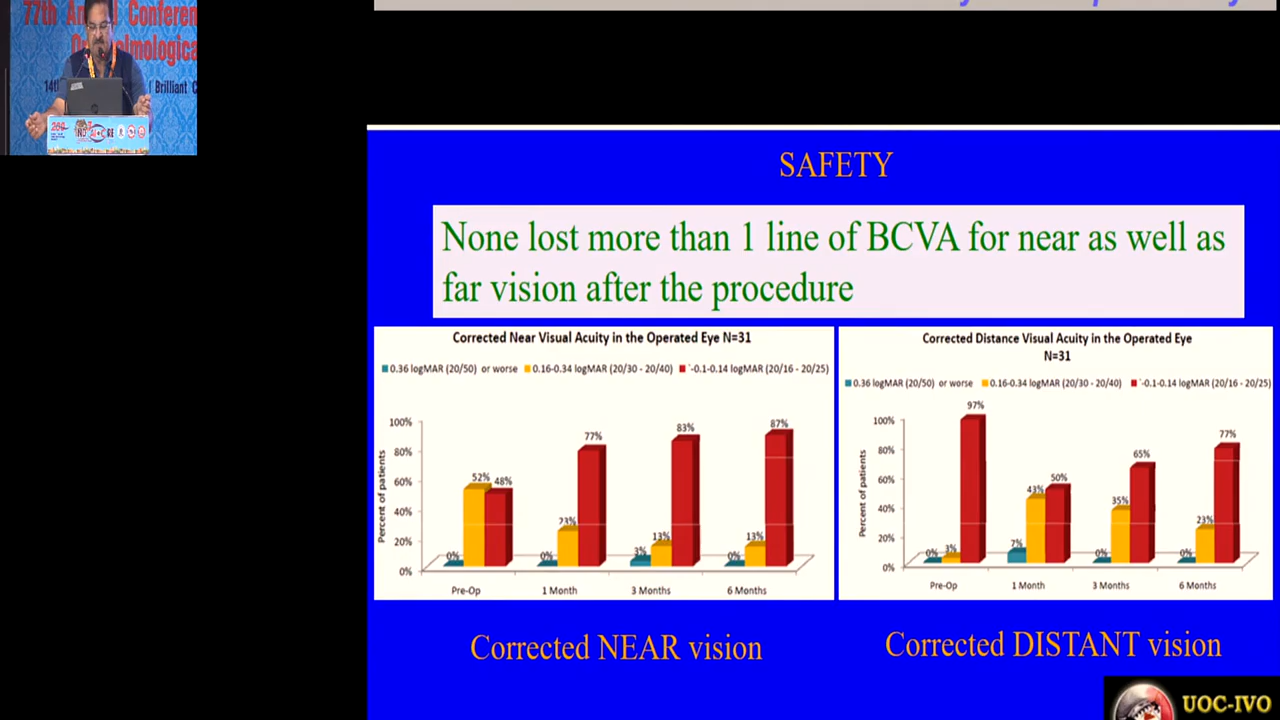 77th An l Conferen
Op almologica
14th Brilliant C
SAFETY
None lost more than 1 line of BCVA for near as well as
far vision after the procedure
Corrected Near Visual Acuity in the Operated Eye N=31
0.36 logMAR (20/50) or worse 0.16-0.34 logMAR (20/30 - 20/40) `-0.1-0.14 logMAR (20/16 - 20/25)
Percent of patients
100%
80%
60%
40%
20%
0%
0% 52% 48%
0% 23% 77%
3% 13% 83%
0% 13% 87%
Pre-Op 1 Month 3 Months 6 Months
Corrected NEAR vision
Corrected Distance Visual Acuity in the Operated Eye
N=31
0.36 logMAR (20/50) or worse 0.16-0.34 logMAR (20/30 - 20/40) `-0.1-0.14 logMAR (20/16 - 20/25)
Percent of patients
100%
80%
60%
40%
20%
0%
0% 3% 97%
7% 43% 50%
0% 35% 65%
0% 23% 77%
Pre-Op 1 Month 3 Months 6 Months
Corrected DISTANT vision
UOC-IVO